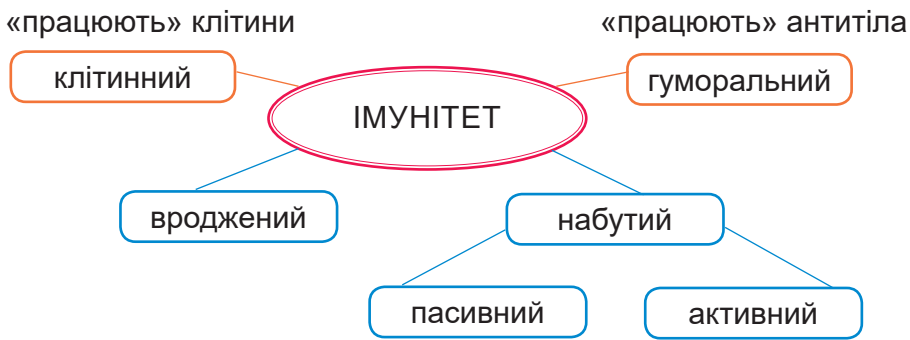 «працюють» клітини
«працюють» антитіла
клітинний
гуморальний
ІМУНІТЕТ
вроджений
набутий
пасивний
активний